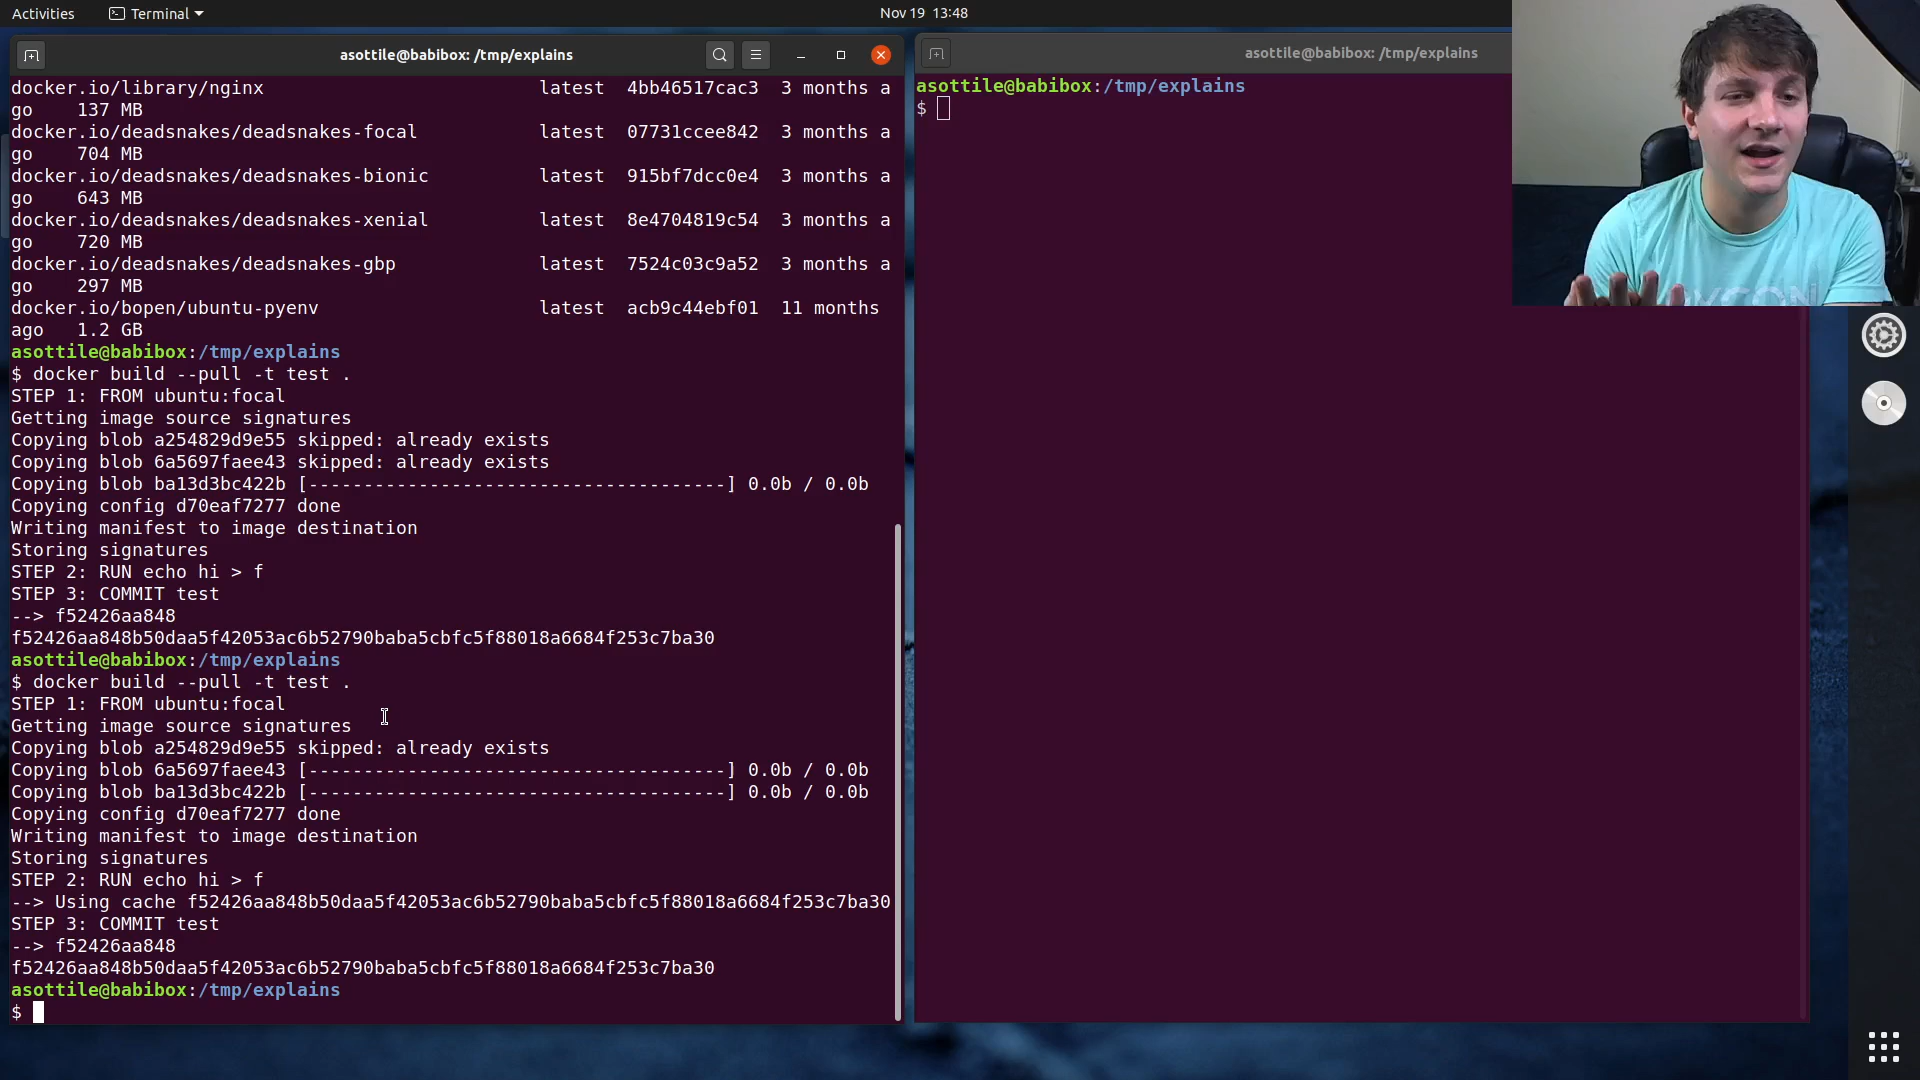 Activities
Terminal
Nov 19 13:48
asottile@babibox: /tmp/explains
docker.io/library/nginx latest 4bb46517cac3 3 months a
go 137 MB
docker.io/deadsnakes/deadsnakes-focal latest 07731ccee842 3 months a
go 704 MB
docker.io/deadsnakes/deadsnakes-bionic latest 915bf7dcc0e4 3 months a
go 643 MB
docker.io/deadsnakes/deadsnakes-xenial latest 8e4704819c54 3 months a
go 720 MB
docker.io/deadsnakes/deadsnakes-gbp latest 7524c03c9a52 3 months a
go 297 MB
docker.io/bopen/ubuntu-pyenv latest acb9c44ebf01 11 months
ago 1.2 GB
asottile@babibox:/tmp/explains
$ docker build --pull -t test .
STEP 1: FROM ubuntu:focal
Getting image source signatures
Copying blob a254829d9e55 skipped: already exists
Copying blob 6a5697faee43 skipped: already exists
Copying blob ba13d3bc422b [--------------------------------------] 0.0b / 0.0b
Copying config d70eaf7277 done
Writing manifest to image destination
Storing signatures
STEP 2: RUN echo hi > f
STEP 3: COMMIT test
--> f52426aa848
f52426aa848b50daa5f42053ac6b52790baba5cbfc5f88018a6684f253c7ba30
asottile@babibox:/tmp/explains
$ docker build --pull -t test .
STEP 1: FROM ubuntu:focal
Getting image source signatures
Copying blob a254829d9e55 skipped: already exists
Copying blob 6a5697faee43 [--------------------------------------] 0.0b / 0.0b
Copying blob ba13d3bc422b [--------------------------------------] 0.0b / 0.0b
Copying config d70eaf7277 done
Writing manifest to image destination
Storing signatures
STEP 2: RUN echo hi > f
--> Using cache f52426aa848b50daa5f42053ac6b52790baba5cbfc5f88018a6684f253c7ba30
STEP 3: COMMIT test
--> f52426aa848
f52426aa848b50daa5f42053ac6b52790baba5cbfc5f88018a6684f253c7ba30
asottile@babibox:/tmp/explains
$
asottile@babibox: /tmp/explains
asottile@babibox:/tmp/explains
$